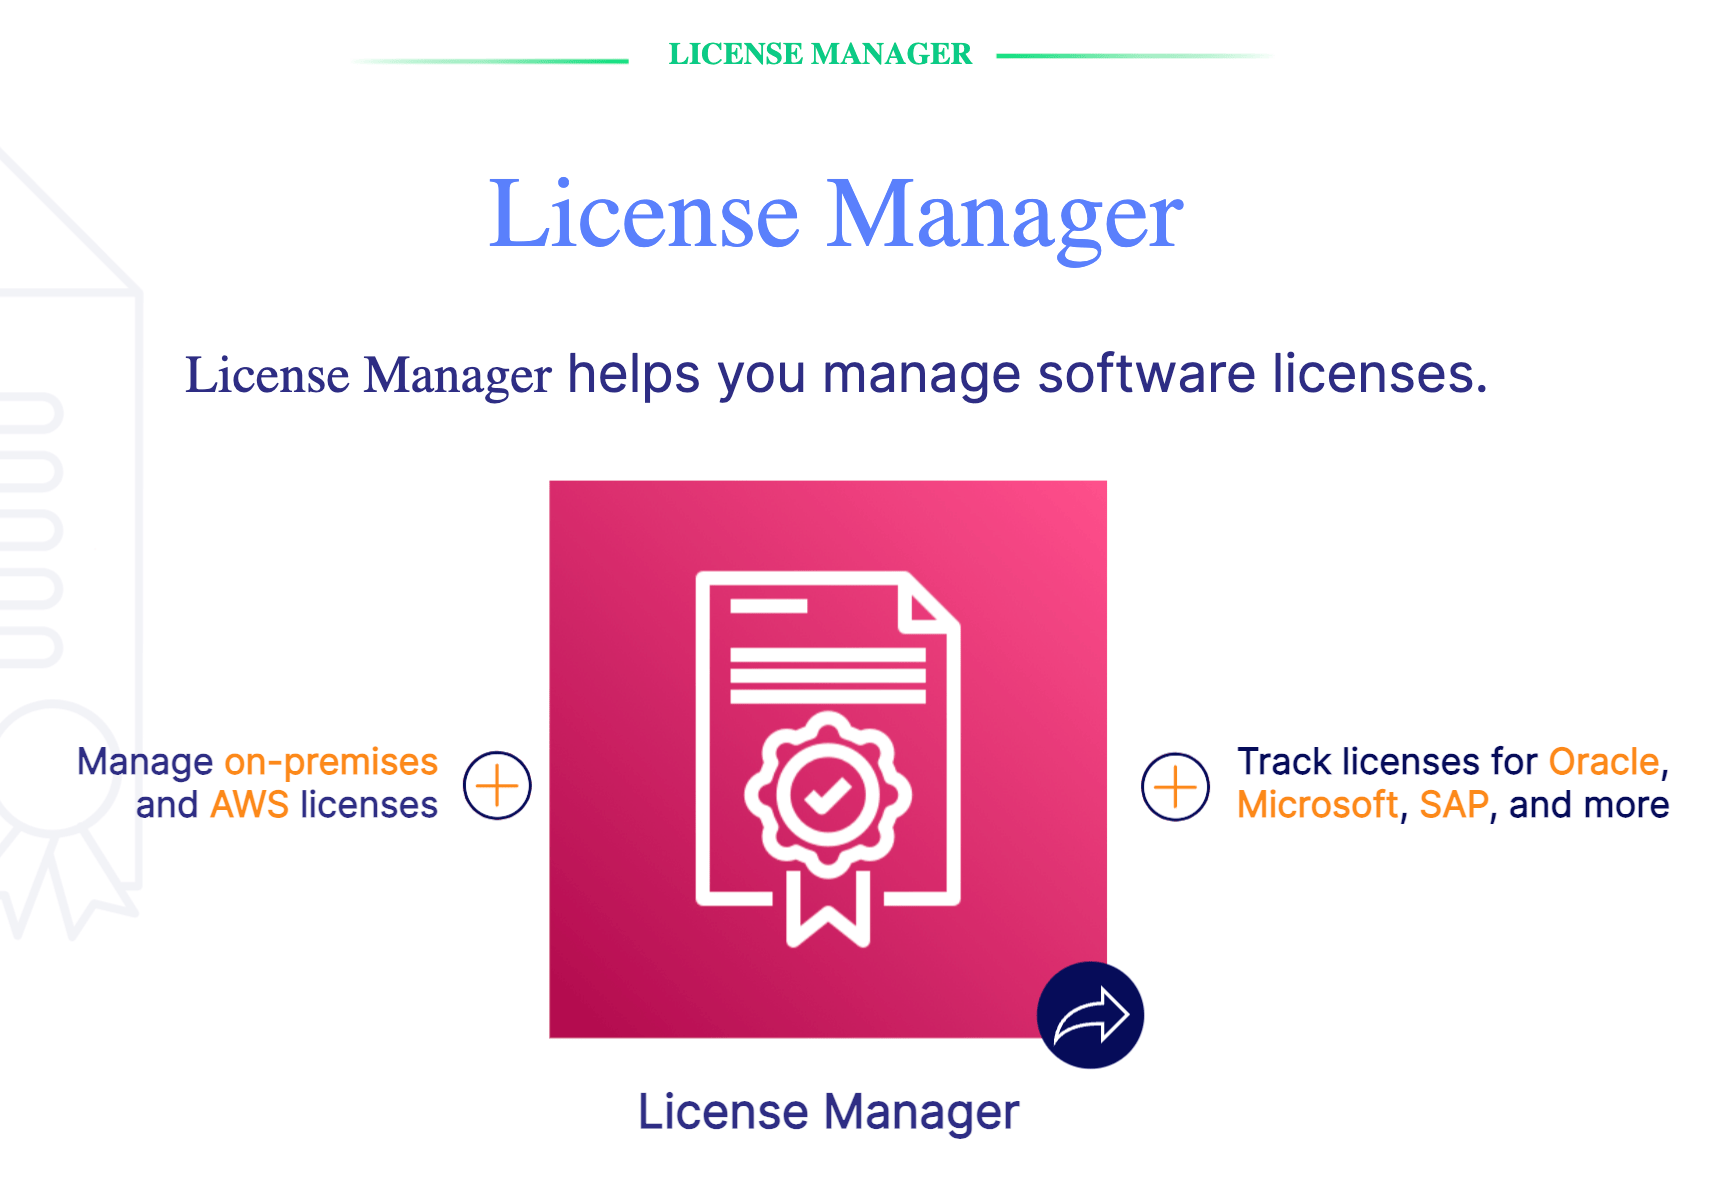 LICENSE MANAGER
License Manager
License Manager helps you manage software licenses.
Manage on-premises
and AWS licenses
Track licenses for Oracle,
Microsoft, SAP, and more
License Manager